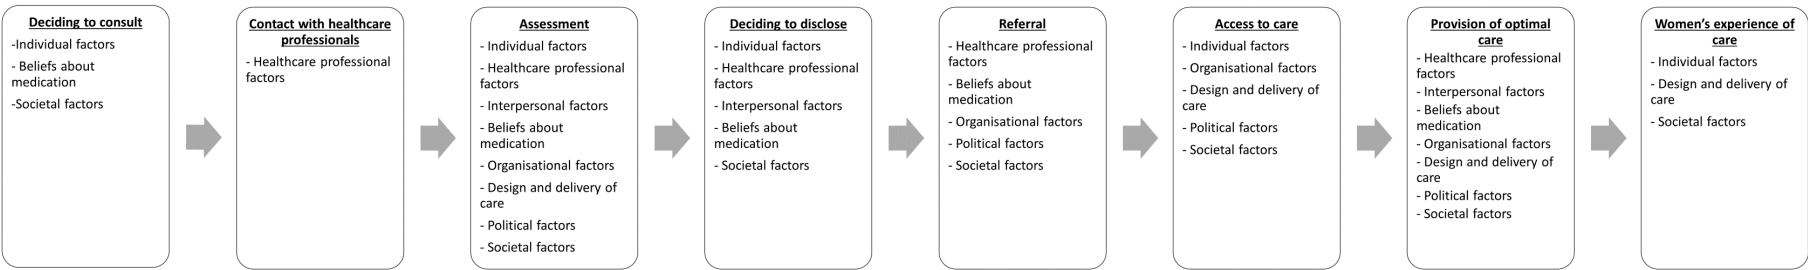 Deciding to consult
-Individual factors
- Beliefs about
medication
-Societal factors
Contact with healthcare
professionals
- Healthcare professional
factors
Assessment
- Individual factors
- Healthcare professional
factors
- Interpersonal factors
- Beliefs about
medication
- Organisational factors
- Design and delivery of
care
- Political factors
- Societal factors
Deciding to disclose
- Individual factors
- Healthcare professional
factors
- Interpersonal factors
- Beliefs about
medication
- Societal factors
Referral
- Healthcare professional
factors
- Beliefs about
medication
- Organisational factors
- Political factors
- Societal factors
Access to care
- Individual factors
- Organisational factors
- Design and delivery of
care
- Political factors
- Societal factors
Provision of optimal
care
- Healthcare professional
factors
- Interpersonal factors
- Beliefs about
medication
- Organisational factors
- Design and delivery of
care
- Political factors
- Societal factors
Women’s experience of
care
- Individual factors
- Design and delivery of
care
- Societal factors